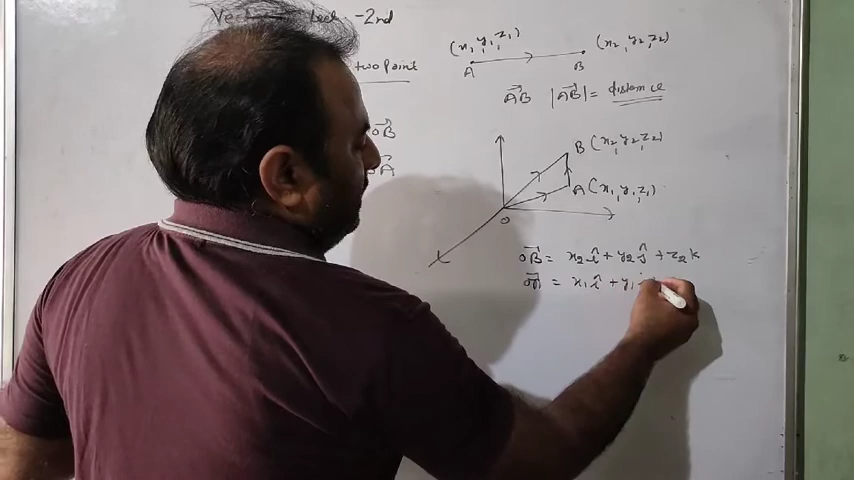 -2nd
two point
(x₁, y₁, z₁) (x₂, y₂, z₂)
A B
AB⃗ |AB⃗| = distance
OB⃗
A⃗
B (x₂, y₂, z₂)
A (x₁, y₁, z₁)
O
OB⃗ = x₂ î + y₂ ĵ + z₂ k
OA⃗ = x₁ î + y₁